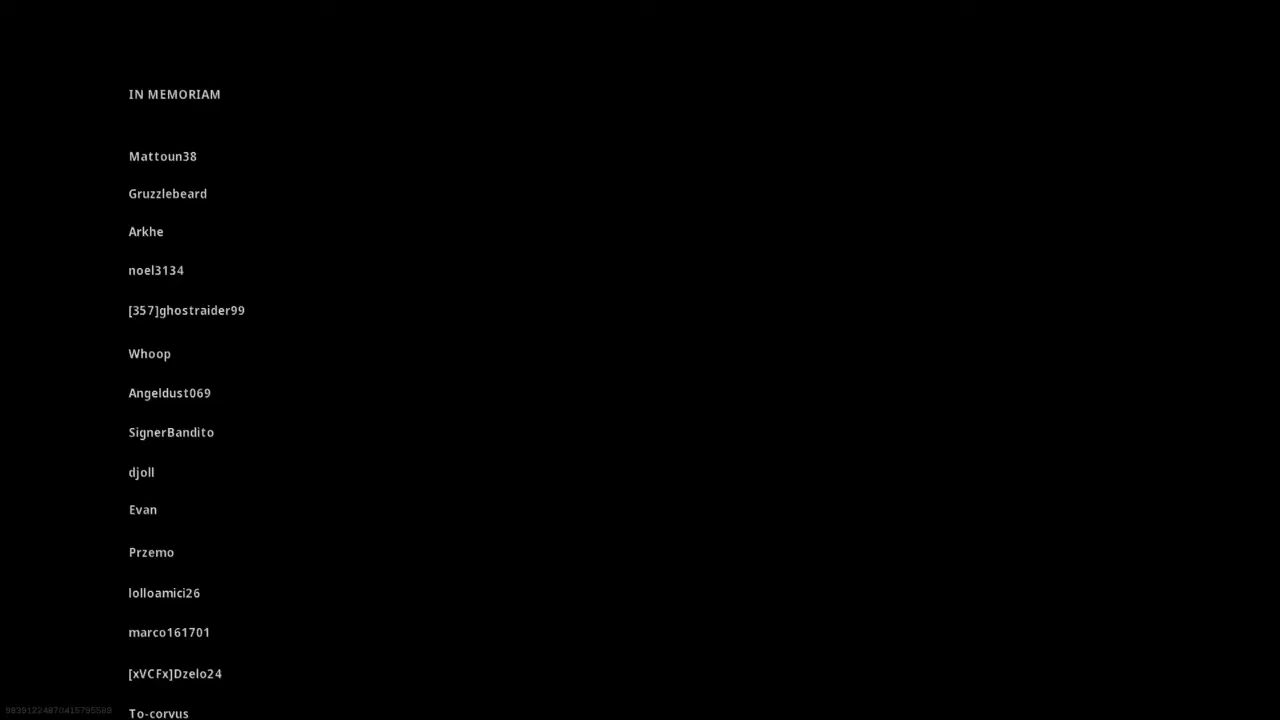 IN MEMORIAM
Mattoun38
Gruzzlebeard
Arkhe
noel3134
[357]ghostraider99
Whoop
Angeldust069
SignerBandito
djoll
Evan
Przemo
lolloamici26
marco161701
[xVCFx]Dzelo24
To-corvus